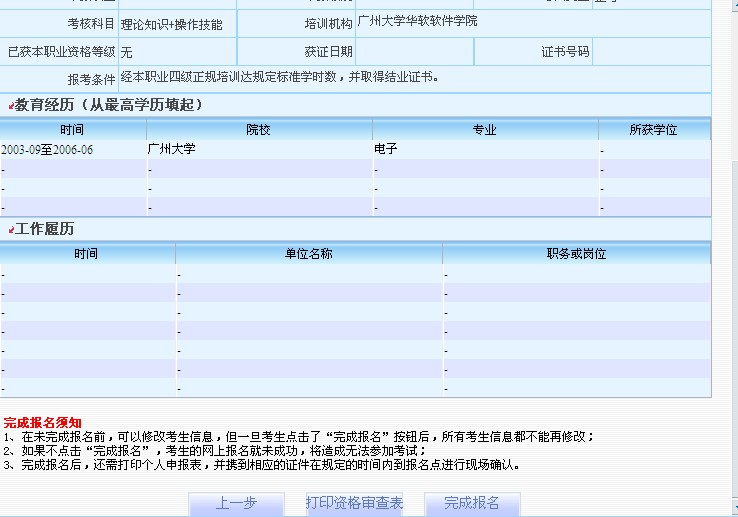 考核科目 理论知识+操作技能 培训机构 广州大学华软软件学院
已获本职业资格等级 无 获证日期 证书号码
报考条件 经本职业四级正规培训达规定标准学时数，并取得结业证书。
教育经历（从最高学历填起）
时间 院校 专业 所获学位
2003-09至2006-06 广州大学 电子 -
- - - -
- - - -
- - - -
工作履历
时间 单位名称 职务或岗位
- - -
- - -
- - -
- - -
- - -
- - -
- - -
完成报名须知
1、在未完成报名前，可以修改考生信息，但一旦考生点击了“完成报名”按钮后，所有考生信息都不能再修改；
2、如果不点击“完成报名”，考生的网上报名就未成功，将造成无法参加考试；
3、完成报名后，还需打印个人申报表，并携到相应的证件在规定的时间内到报名点进行现场确认。
上一步 打印资格审查表 完成报名